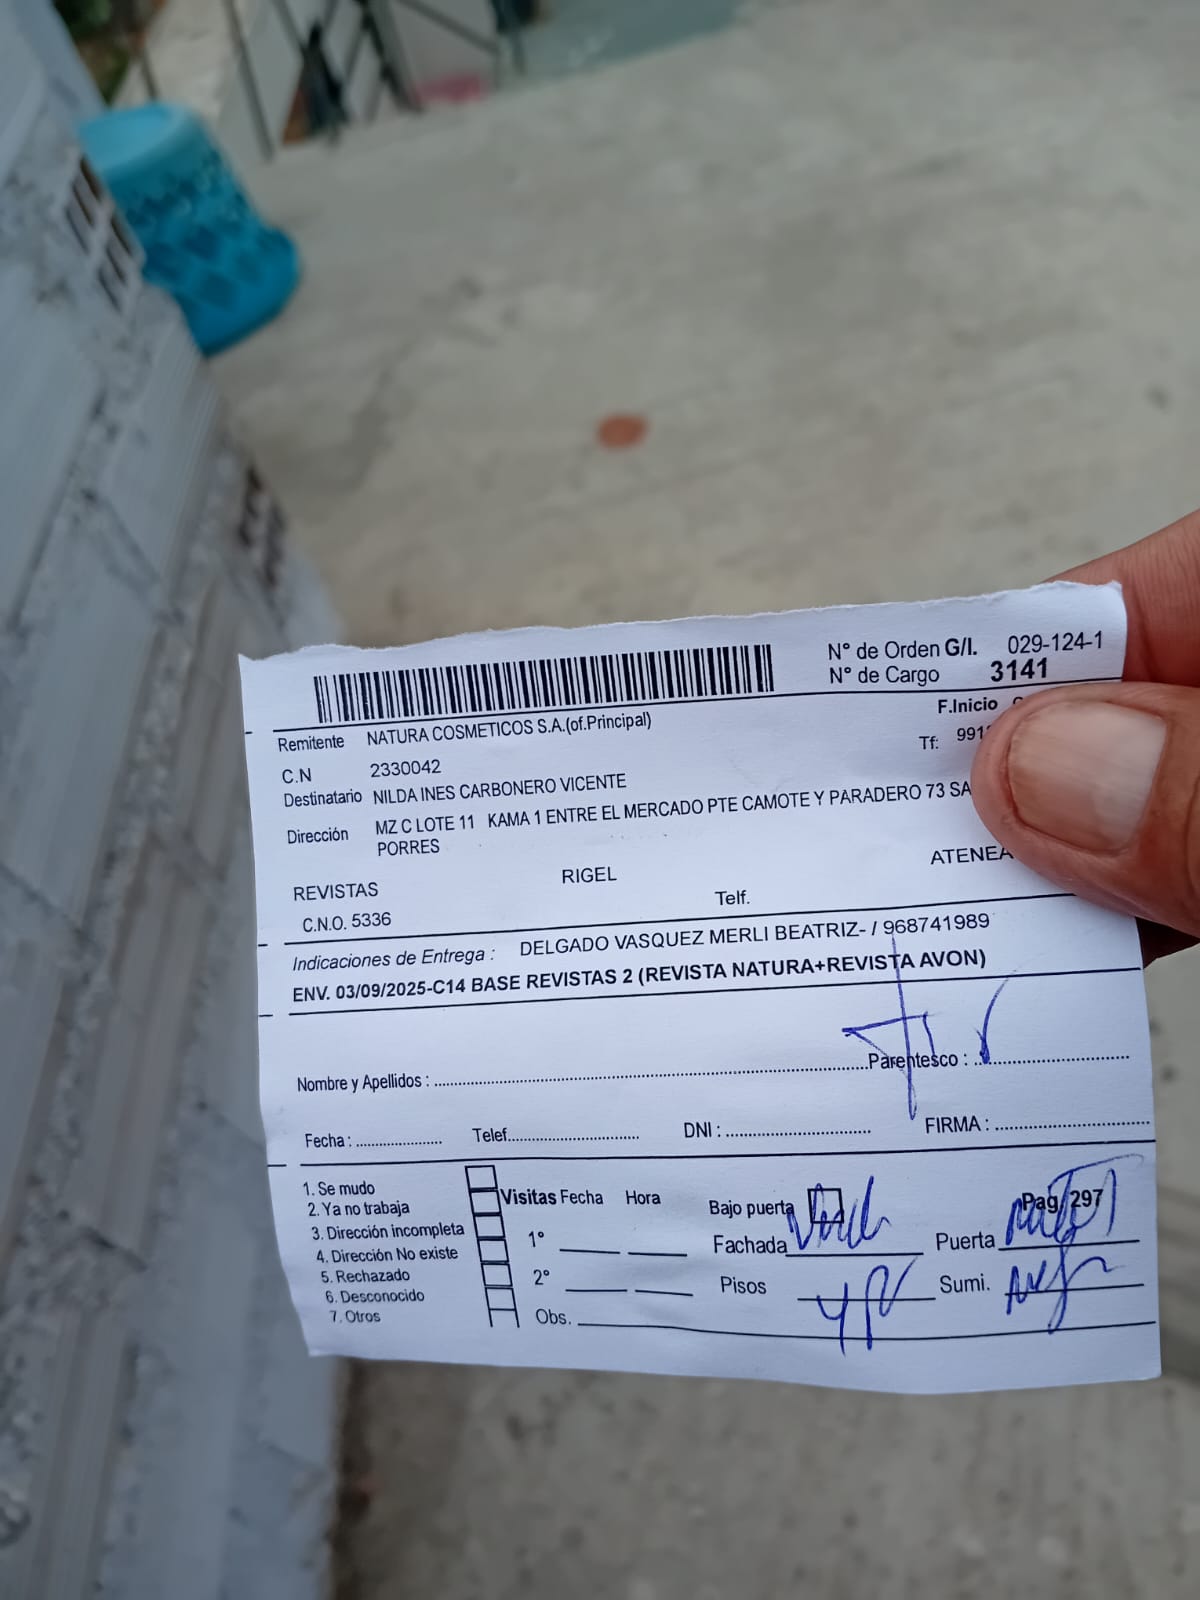 N° de Orden G/I. 029-124-1
N° de Cargo 3141
F.Inicio
Remitente NATURA COSMETICOS S.A.(of.Principal)
Tf: 991
C.N 2330042
Destinatario NILDA INES CARBONERO VICENTE
Dirección MZ C LOTE 11 KAMA 1 ENTRE EL MERCADO PTE CAMOTE Y PARADERO 73 SA
PORRES
REVISTAS RIGEL ATENEA
C.N.O. 5336 Telf.
Indicaciones de Entrega : DELGADO VASQUEZ MERLI BEATRIZ- / 968741989
ENV. 03/09/2025-C14 BASE REVISTAS 2 (REVISTA NATURA+REVISTA AVON)
Nombre y Apellidos : Parentesco :
Fecha : Telef. DNI : FIRMA :
1. Se mudo
2. Ya no trabaja
3. Dirección incompleta
4. Dirección No existe
5. Rechazado
6. Desconocido
7. Otros
Visitas Fecha Hora
1°
2°
Obs.
Bajo puerta Pag. 297
Fachada Puerta
Pisos Sumi.